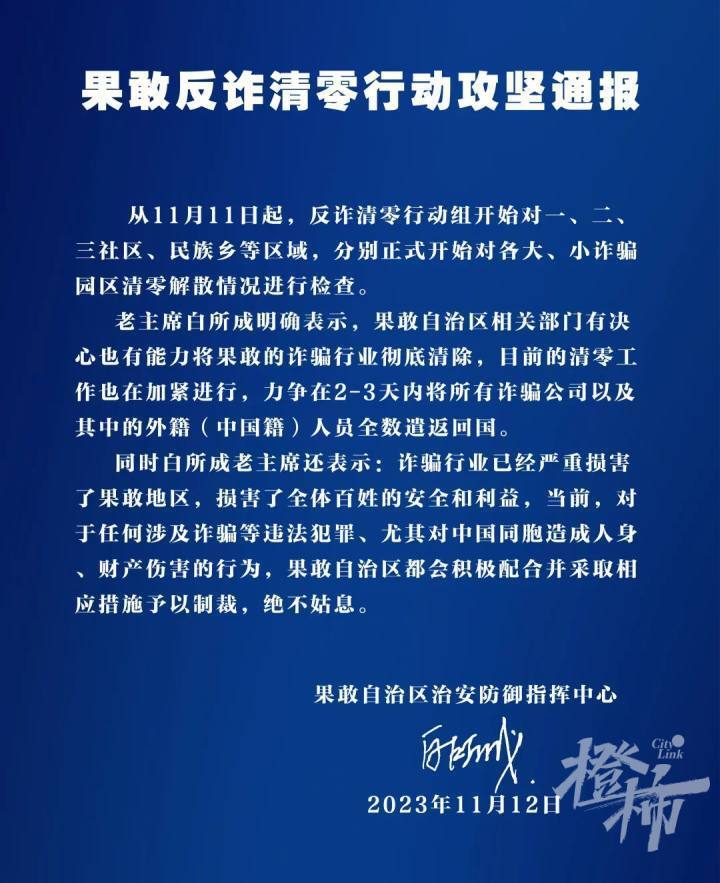 果敢反诈清零行动攻坚通报
从11月11日起，反诈清零行动组开始对一、二、
三社区、民族乡等区域，分别正式开始对各大、小诈骗
园区清零解散情况进行检查。
老主席白所成明确表示，果敢自治区相关部门有决
心也有能力将果敢的诈骗行业彻底清除，目前的清零工
作也在加紧进行，力争在2-3天内将所有诈骗公司以及
其中的外籍（中国籍）人员全数遣返回国。
同时白所成老主席还表示：诈骗行业已经严重损害
了果敢地区，损害了全体百姓的安全和利益，当前，对
于任何涉及诈骗等违法犯罪、尤其对中国同胞造成人身
、财产伤害的行为，果敢自治区都会积极配合并采取相
应措施予以制裁，绝不姑息。
果敢自治区治安防御指挥中心
白所成
2023年11月12日
橙柿
City
Link